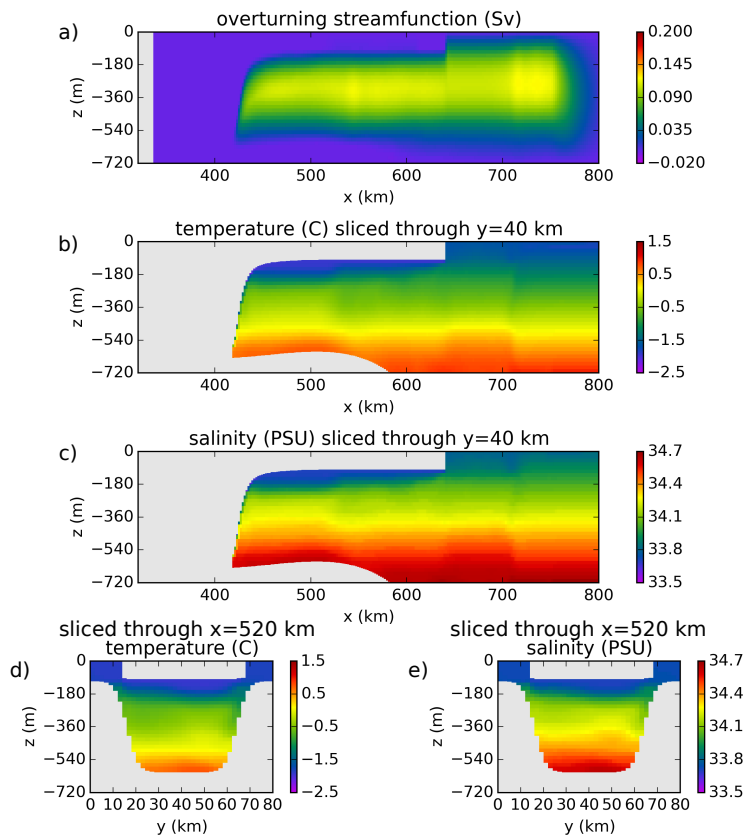 a)
overturning streamfunction (Sv)
0
−180
−360
−540
−720
z (m)
400 500 600 700 800
x (km)
0.200
0.145
0.090
0.035
−0.020
b)
temperature (C) sliced through y=40 km
0
−180
−360
−540
−720
z (m)
400 500 600 700 800
x (km)
1.5
0.5
−0.5
−1.5
−2.5
c)
salinity (PSU) sliced through y=40 km
0
−180
−360
−540
−720
z (m)
400 500 600 700 800
x (km)
34.7
34.4
34.1
33.8
33.5
d)
sliced through x=520 km
temperature (C)
0
−180
−360
−540
−720
z (m)
0 10 20 30 40 50 60 70 80
y (km)
1.5
0.5
−0.5
−1.5
−2.5
e)
sliced through x=520 km
salinity (PSU)
0
−180
−360
−540
−720
z (m)
0 10 20 30 40 50 60 70 80
y (km)
34.7
34.4
34.1
33.8
33.5